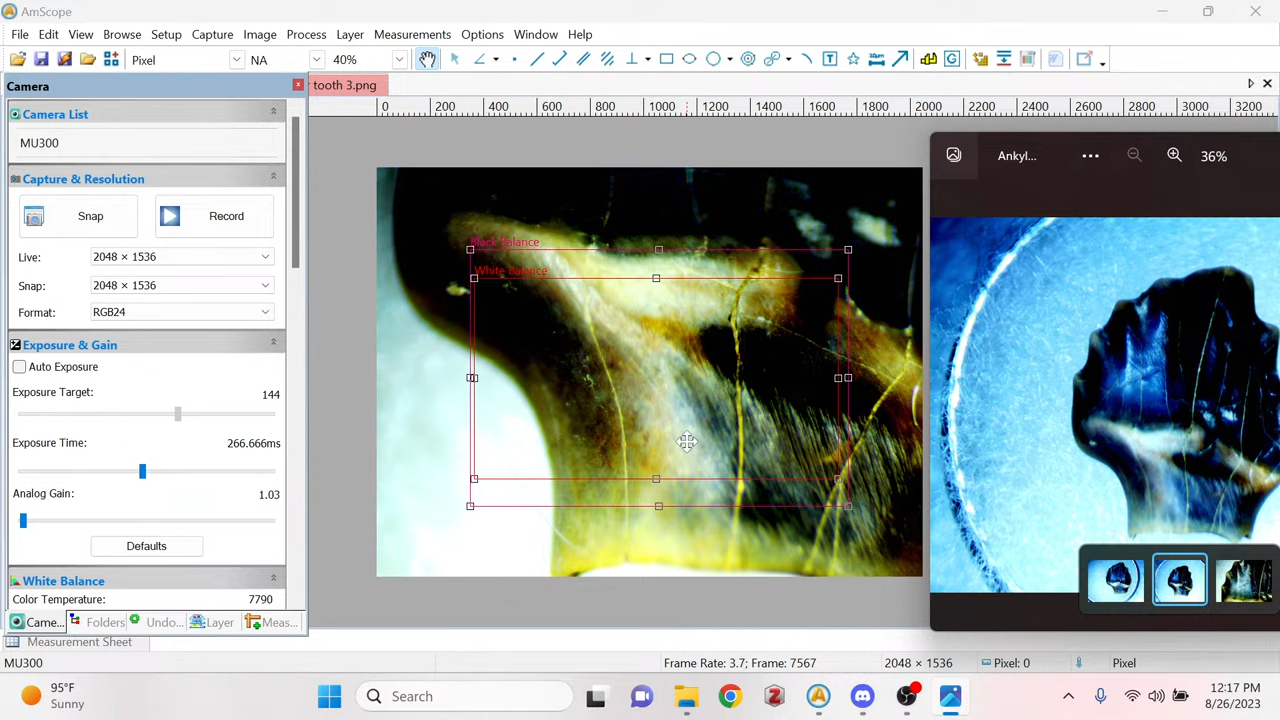 AmScope
File Edit View Browse Setup Capture Image Process Layer Measurements Options Window Help
Pixel NA 40%
Camera
tooth 3.png
Camera List
MU300
Capture & Resolution
Snap Record
Live: 2048 × 1536
Snap: 2048 × 1536
Format: RGB24
Exposure & Gain
Auto Exposure
Exposure Target: 144
Exposure Time: 266.666ms
Analog Gain: 1.03
Defaults
White Balance
Color Temperature: 7790
Came... Folders Undo... Layer Meas...
0 200 400 600 800 1000 1200 1400 1600 1800 2000 2200 2400 2600 2800 3000 3200
Black Balance
White Balance
Ankyl... ••• 36%
Measurement Sheet
MU300 Frame Rate: 3.7; Frame: 7567 2048 × 1536 Pixel: 0 Pixel
95°F
Sunny
Search
12:17 PM
8/26/2023